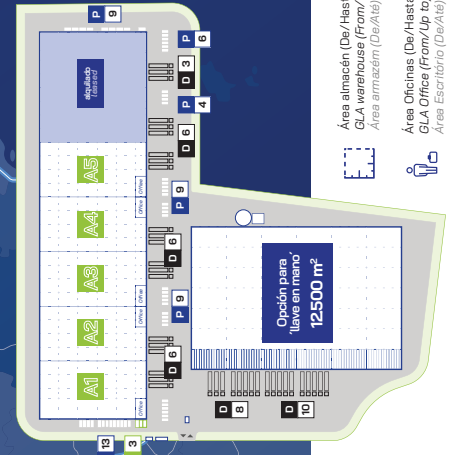 P 9
alquilado
leased
P 6
D 3
P 4
D 6
A5
Office
P 9
A4
Office
D 6
A3
Office
P 9
A2
Office
D 6
A1
Office
13
3
Opción para
'llave en mano'
12.500 m²
D 8
D 10
Área almacén (De/Hasta
GLA warehouse (From/
Área armazém (De/Até)
Área Oficinas (De/Hasta
GLA Office (From/Up to)
Área Escritório (De/Até)